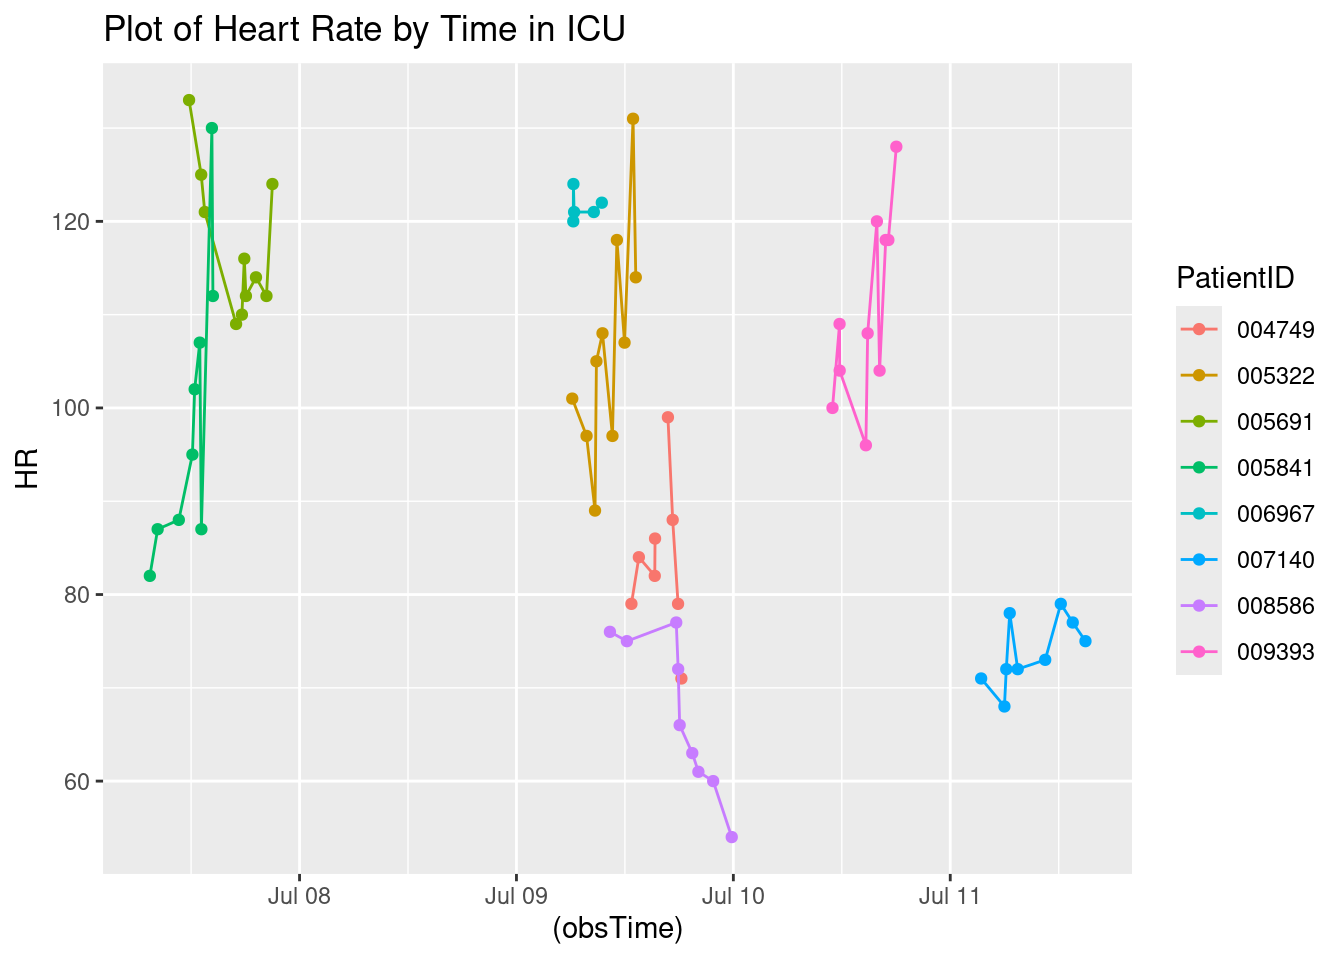 Plot of Heart Rate by Time in ICU
120
100
80
60
HR
Jul 08
Jul 09
Jul 10
Jul 11
(obsTime)
PatientID
004749
005322
005691
005841
006967
007140
008586
009393